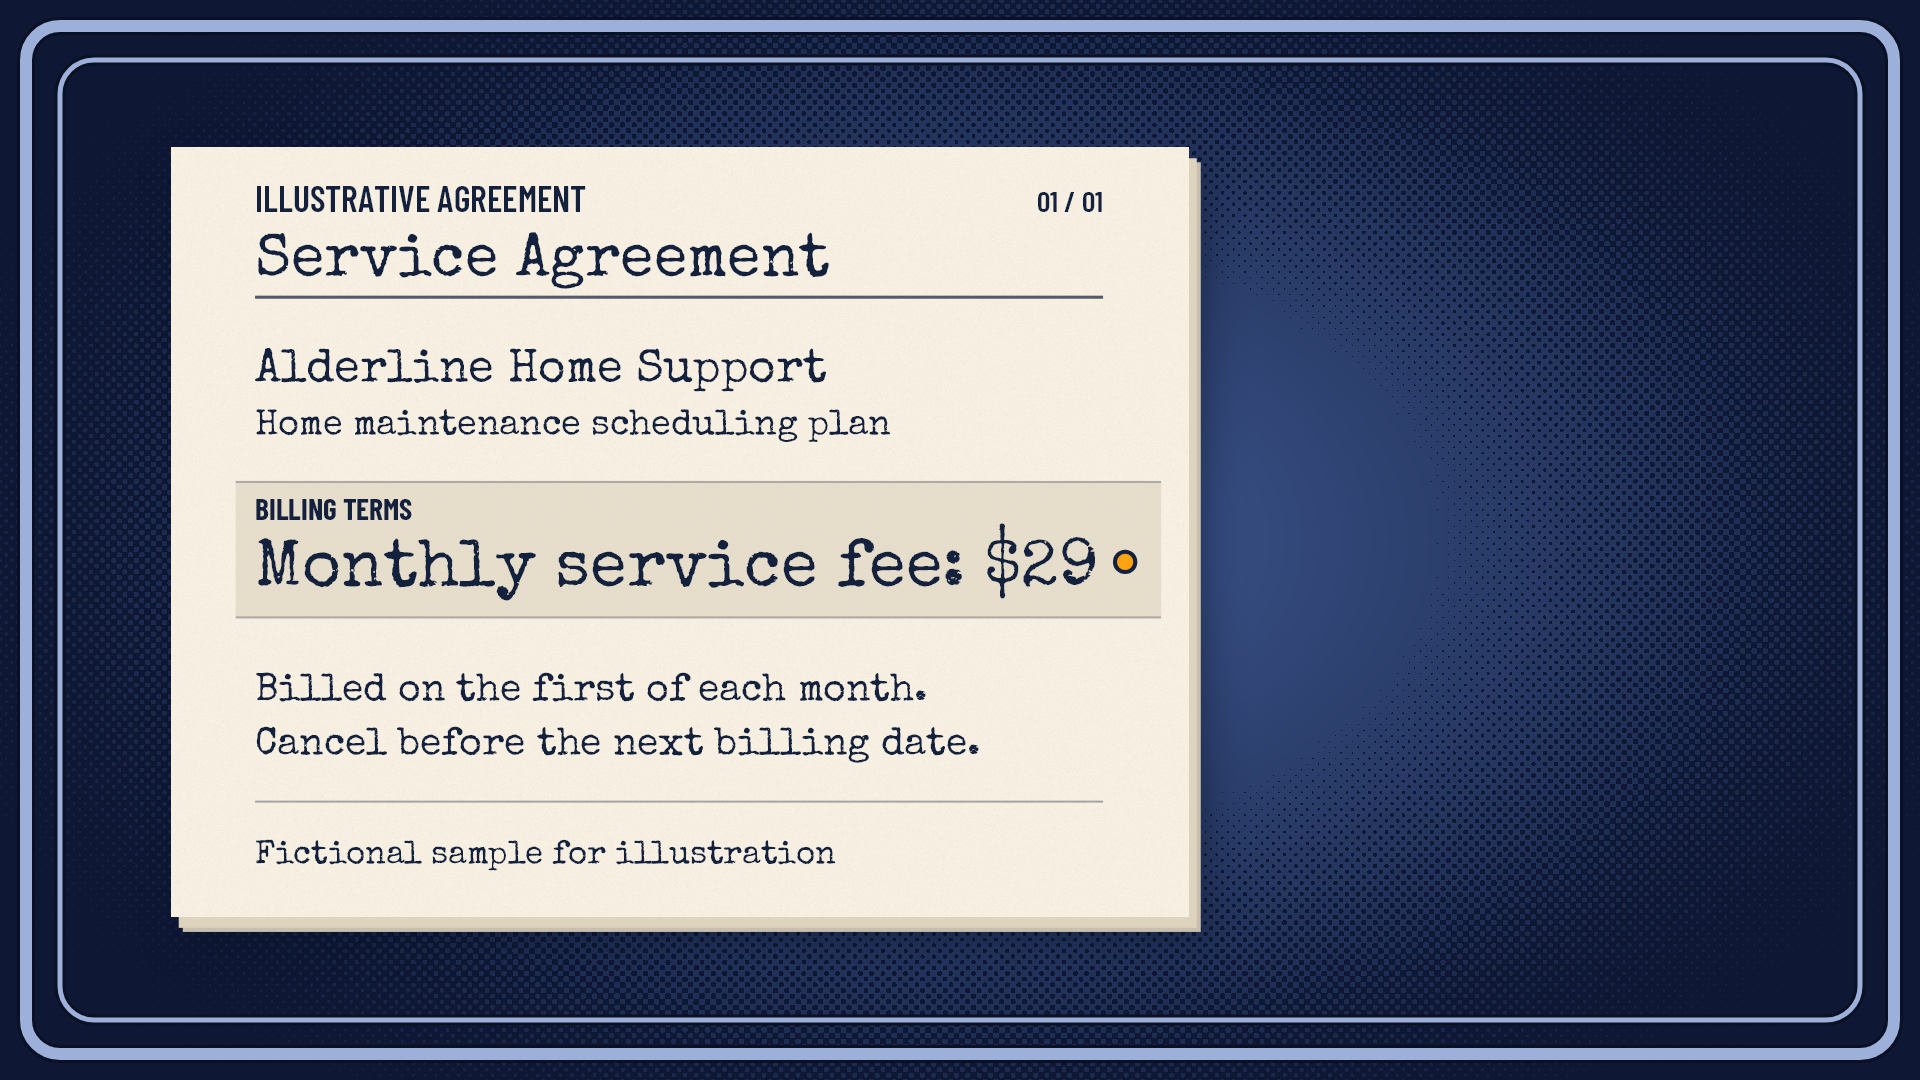 ILLUSTRATIVE AGREEMENT 01 / 01
Service Agreement
Alderline Home Support
Home maintenance scheduling plan
BILLING TERMS
Monthly service fee: $29
Billed on the first of each month.
Cancel before the next billing date.
Fictional sample for illustration